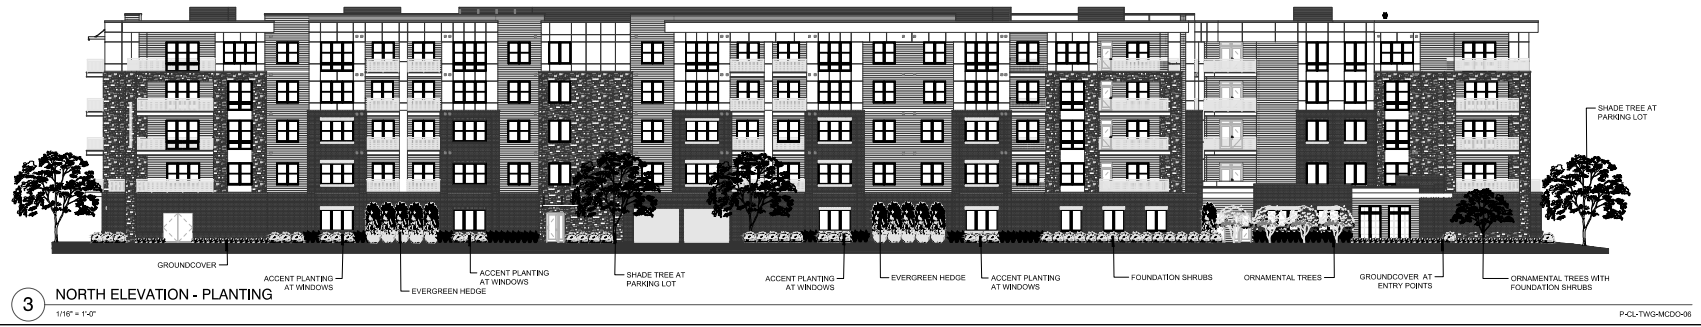 SHADE TREE AT
PARKING LOT
GROUNDCOVER
ACCENT PLANTING
AT WINDOWS
EVERGREEN HEDGE
ACCENT PLANTING
AT WINDOWS
SHADE TREE AT
PARKING LOT
ACCENT PLANTING
AT WINDOWS
EVERGREEN HEDGE
ACCENT PLANTING
AT WINDOWS
FOUNDATION SHRUBS
ORNAMENTAL TREES
GROUNDCOVER AT
ENTRY POINTS
ORNAMENTAL TREES WITH
FOUNDATION SHRUBS
3 NORTH ELEVATION - PLANTING
1/16" = 1'-0"
P-CL-TWG-MCDO-06